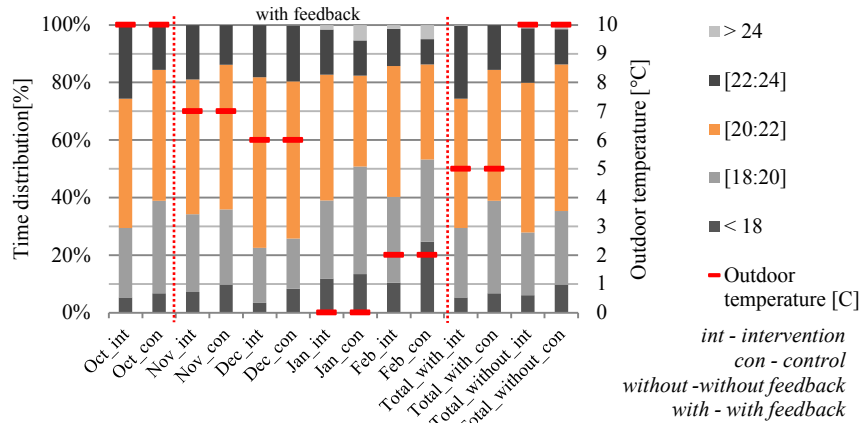 with feedback
Time distribution[%]
100%
80%
60%
40%
20%
0%
10
9
8
7
6
5
4
3
2
1
0
Outdoor temperature [°C]
Oct_int
Oct_con
Nov_int
Nov_con
Dec_int
Dec_con
Jan_int
Jan_con
Feb_int
Feb_con
Total_with_int
Total_with_con
Total_without_int
Total_without_con
> 24
[22:24]
[20:22]
[18:20]
< 18
Outdoor
temperature [C]
int - intervention
con - control
without -without feedback
with - with feedback